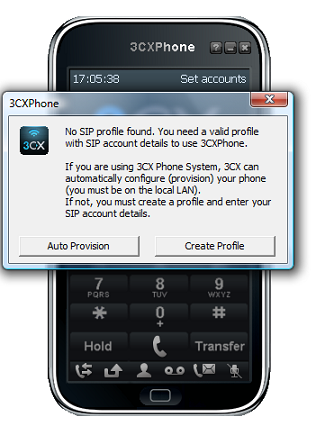 3CXPhone
17:05:38 Set accounts
3CXPhone
3CX
No SIP profile found. You need a valid profile
with SIP account details to use 3CXPhone.
If you are using 3CX Phone System, 3CX can
automatically configure (provision) your phone
(you must be on the local LAN).
If not, you must create a profile and enter your
SIP account details.
Auto Provision Create Profile
7 8 9
PQRS TUV WXYZ
* 0 #
+
Hold Transfer